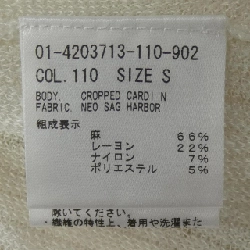 01-4203713-110-902
COL.110 SIZE S
BODY. CROPPED CARDI N
FABRIC. NEO SAG HARBOR
組成表示
麻 66%
レーヨン 22%
ナイロン 7%
ポリエステル 5%
いてください。
・繊維の特性上、着用や洗濯また